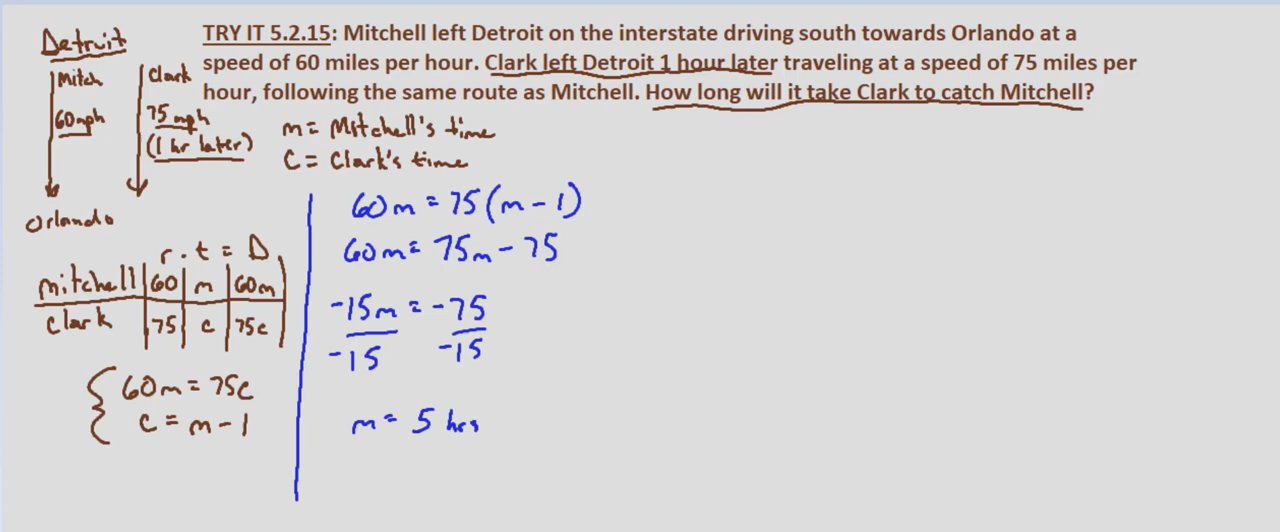 TRY IT 5.2.15: Mitchell left Detroit on the interstate driving south towards Orlando at a
speed of 60 miles per hour. Clark left Detroit 1 hour later traveling at a speed of 75 miles per
hour, following the same route as Mitchell. How long will it take Clark to catch Mitchell?
Detroit
Mitch
60mph
Orlando
Clark
75 mph
(1 hr later)
m = Mitchell's time
C = Clark's time
r . t = D
mitchell 60 m 60m
Clark 75 c 75c
60m = 75c
c = m - 1
60m = 75(m - 1)
60m = 75m - 75
-15m = -75
-15 -15
m = 5 hrs